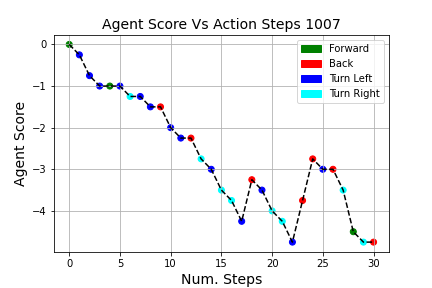 Agent Score Vs Action Steps 1007
Forward
Back
Turn Left
Turn Right
Agent Score
0
−1
−2
−3
−4
0
5
10
15
20
25
30
Num. Steps